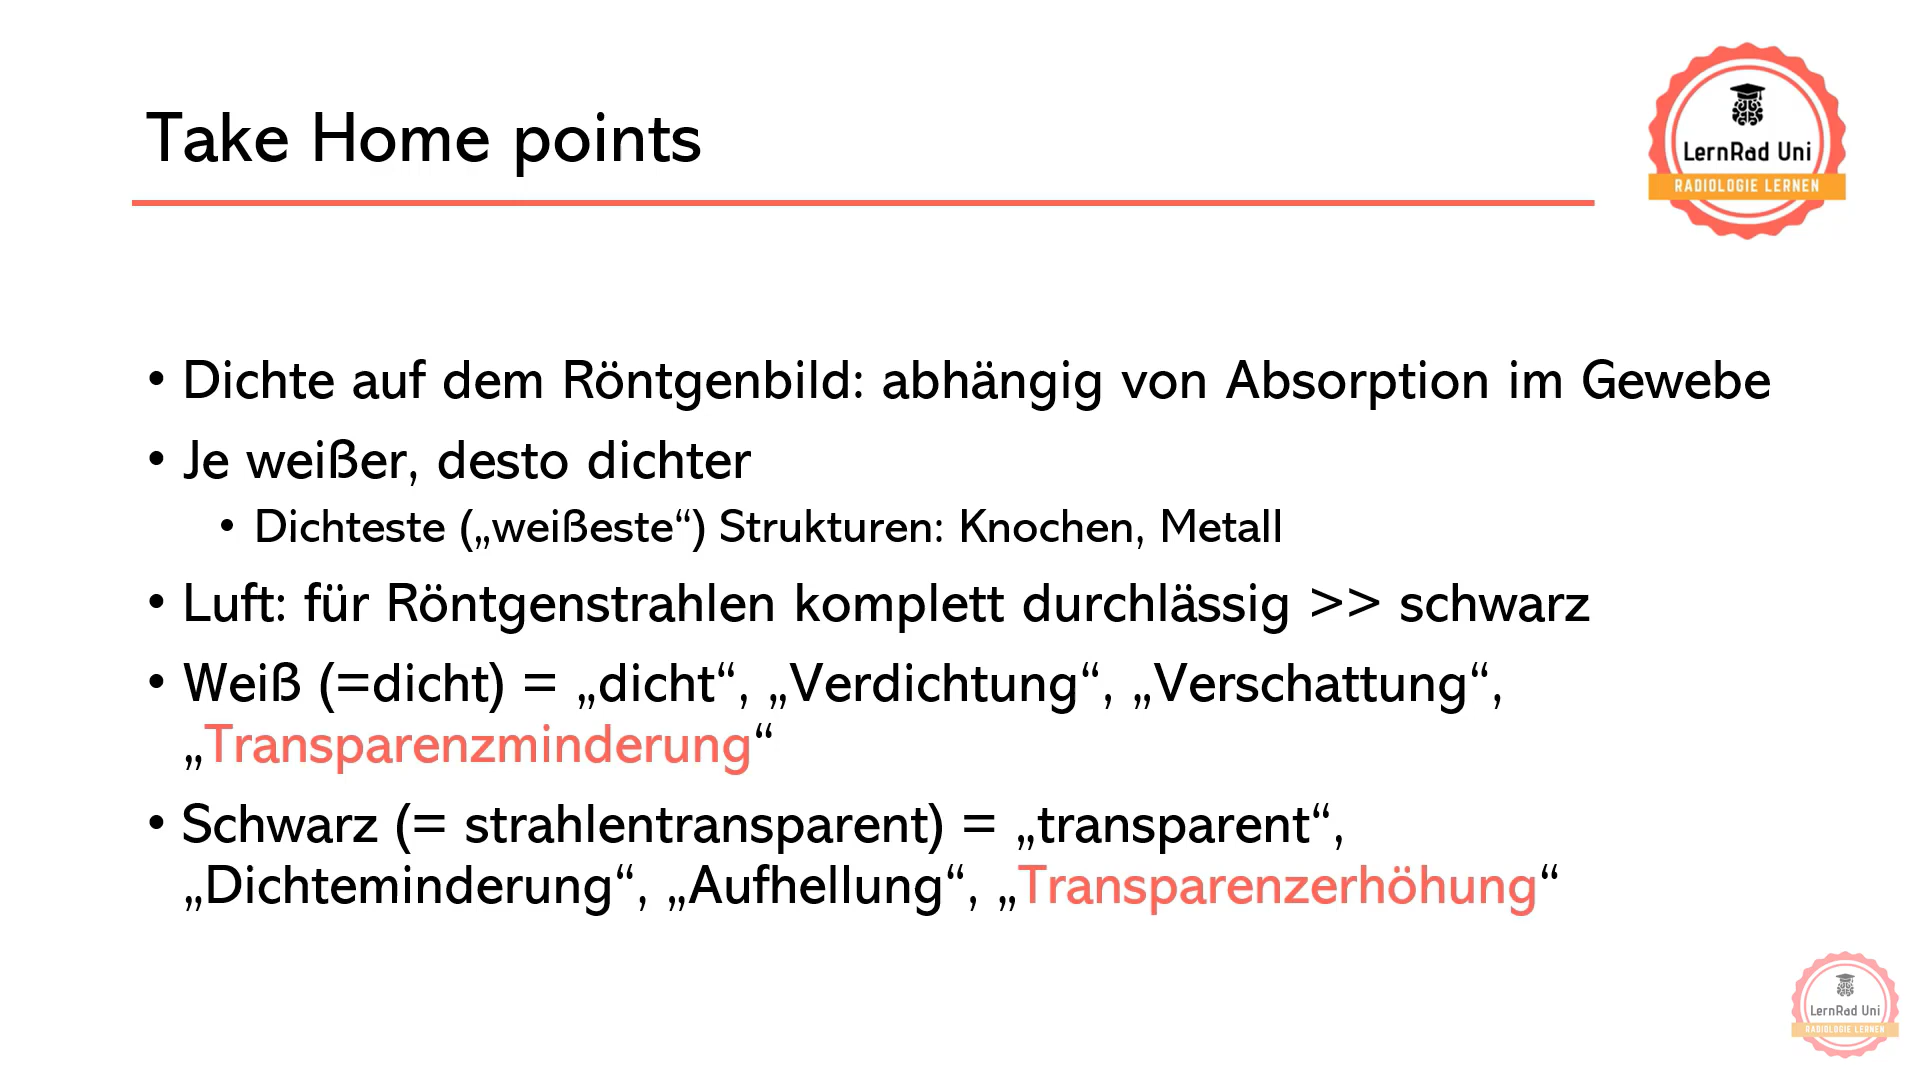 Take Home points
LernRad Uni
RADIOLOGIE LERNEN
• Dichte auf dem Röntgenbild: abhängig von Absorption im Gewebe
• Je weißer, desto dichter
• Dichteste („weißeste“) Strukturen: Knochen, Metall
• Luft: für Röntgenstrahlen komplett durchlässig >> schwarz
• Weiß (=dicht) = „dicht“, „Verdichtung“, „Verschattung“,
„Transparenzminderung“
• Schwarz (= strahlentransparent) = „transparent“,
„Dichteminderung“, „Aufhellung“, „Transparenzerhöhung“
LernRad Uni
RADIOLOGIE LERNEN